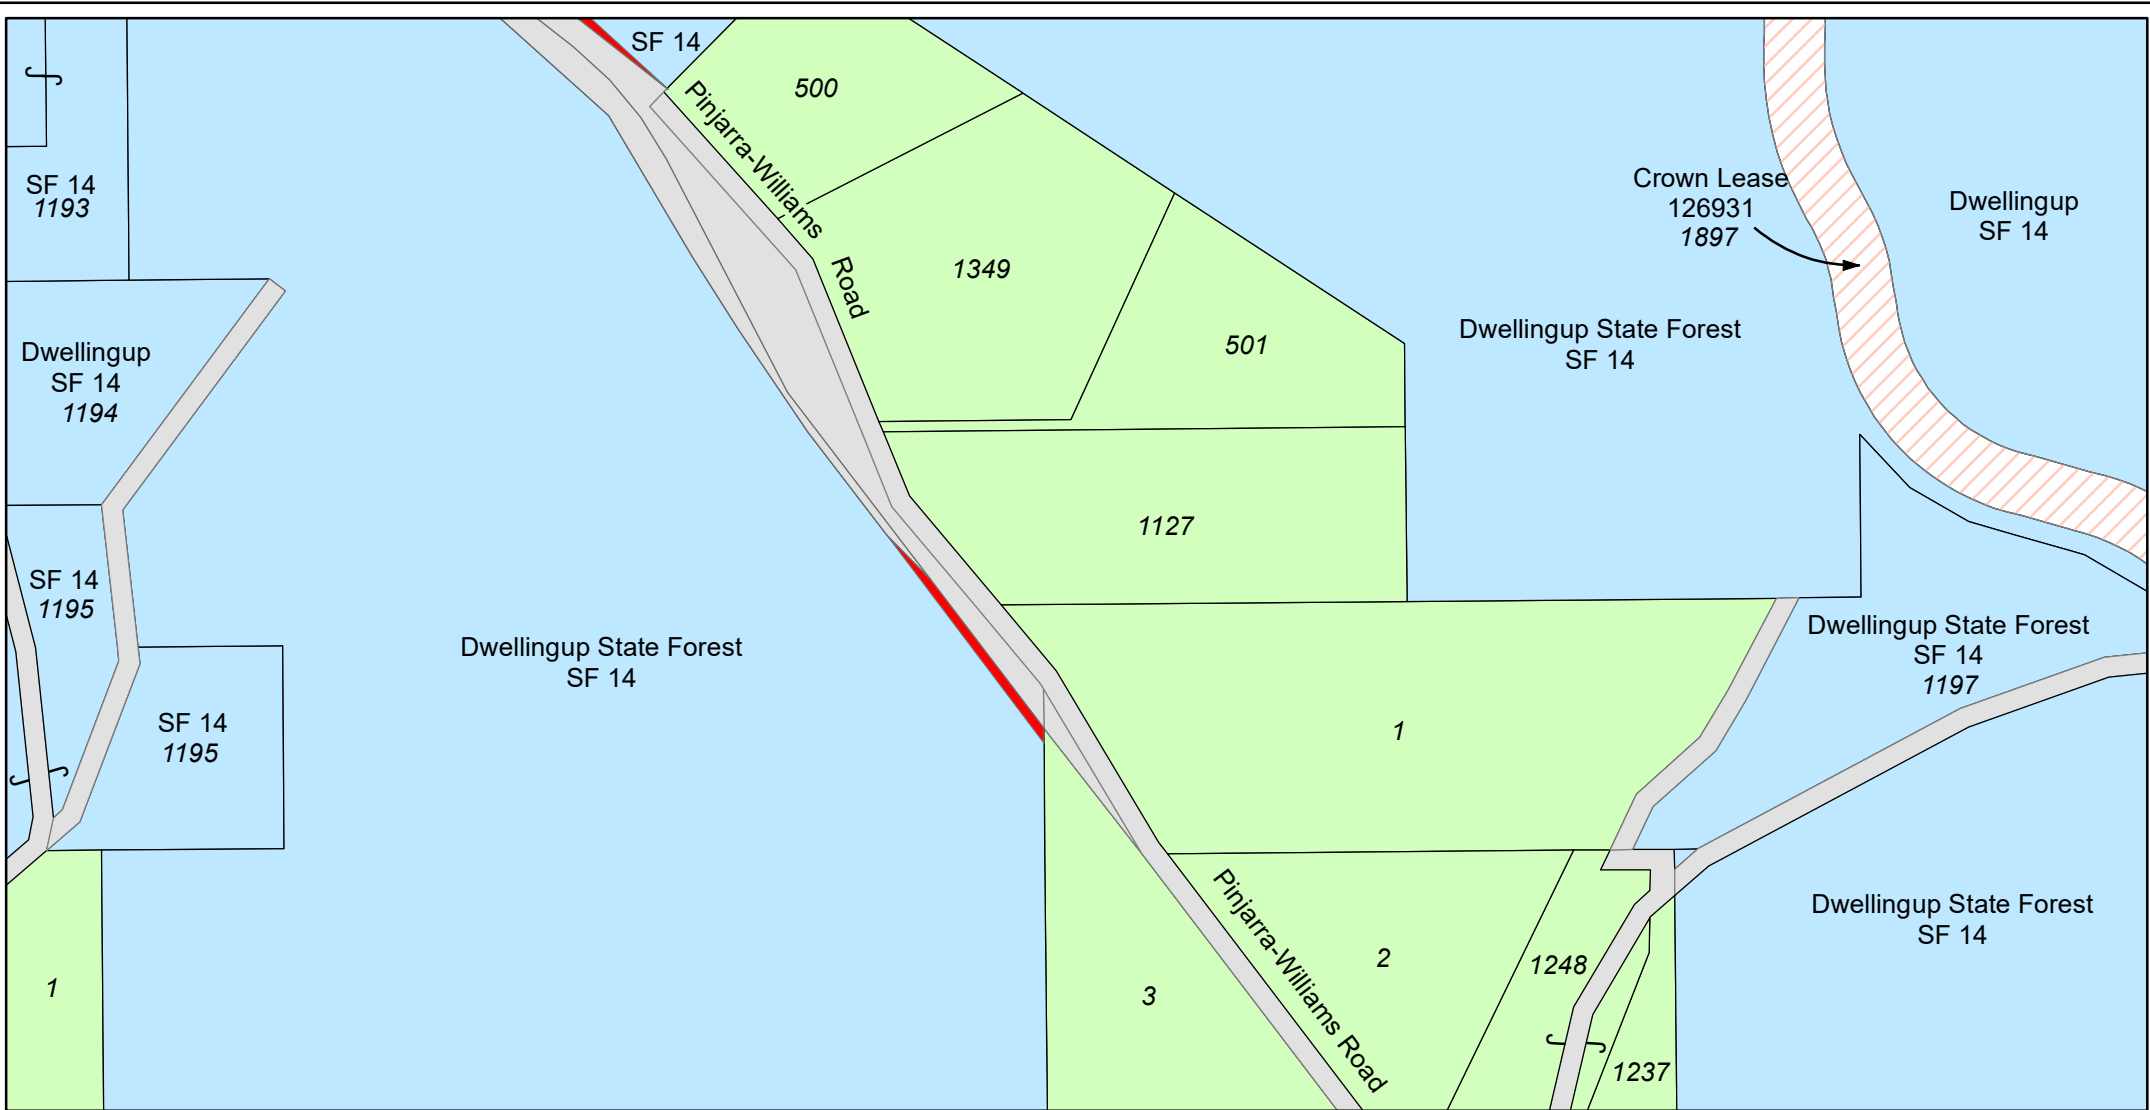 SF 14
500
Pinjarra-Williams
Road
SF 14
1193
Crown Lease
126931
1897
Dwellingup
SF 14
1349
Dwellingup State Forest
SF 14
501
Dwellingup
SF 14
1194
1127
SF 14
1195
Dwellingup State Forest
SF 14
Dwellingup State Forest
SF 14
1197
SF 14
1195
1
Dwellingup State Forest
SF 14
Pinjarra-Williams Road
2
1248
3
1
1237